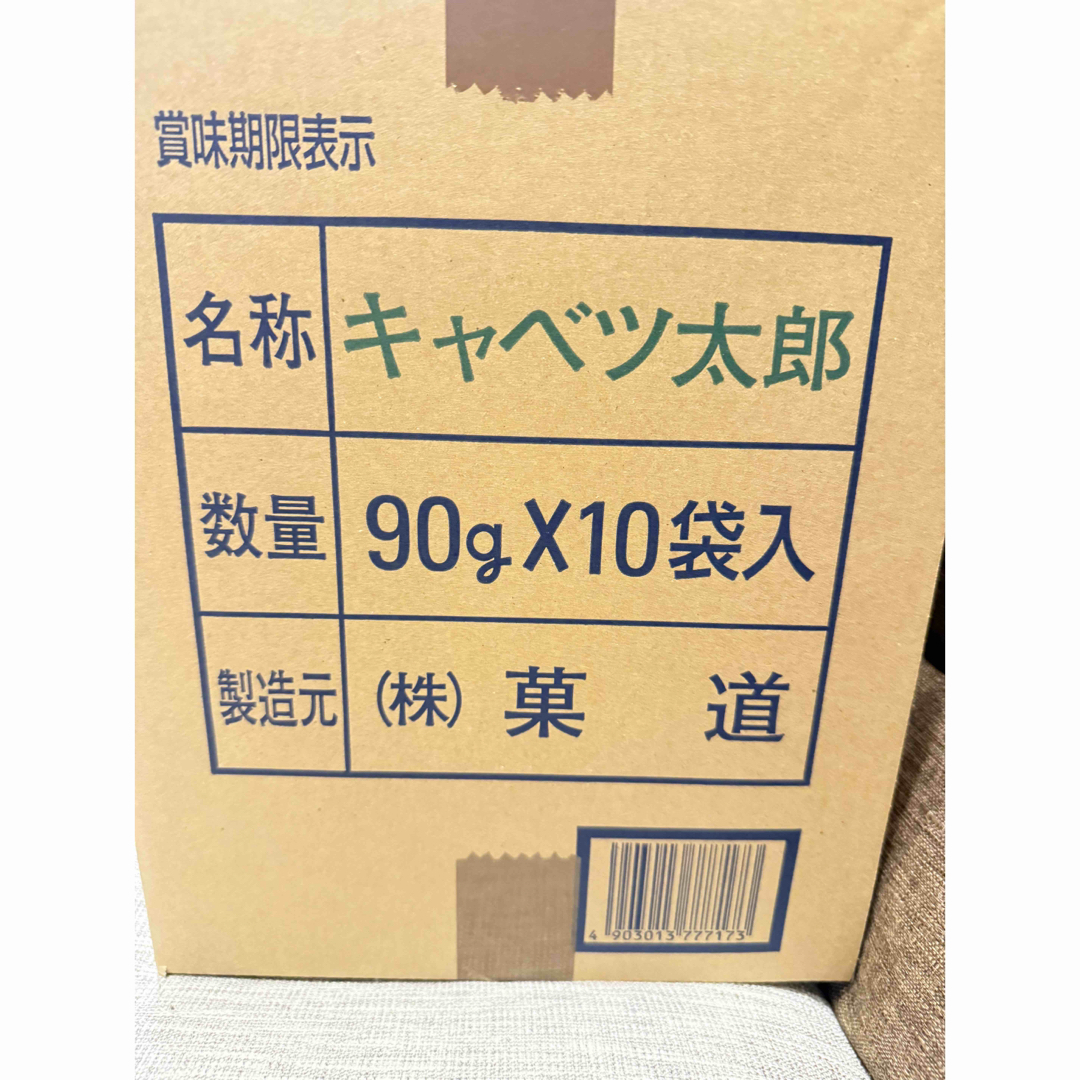 賞味期限表示
名称 キャベツ太郎
数量 90g X10袋入
製造元 (株) 菓 道
4 903013 777173